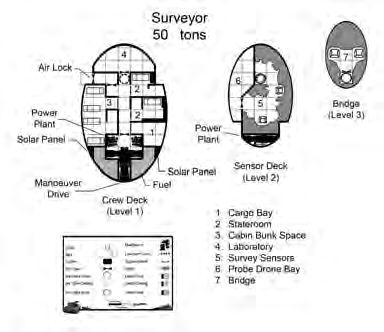 Surveyor
50 tons
4
Air Lock
2
3
2
1
Power
Plant
Solar Panel
Solar Panel
Manoeuver
Drive
Fuel
Crew Deck
(Level 1)
6
5
Power
Plant
Sensor Deck
(Level 2)
7
Bridge
(Level 3)
1 Cargo Bay
2 Stateroom
3 Cabin Bunk Space
4 Laboratory
5 Survey Sensors
6 Probe Drone Bay
7 Bridge